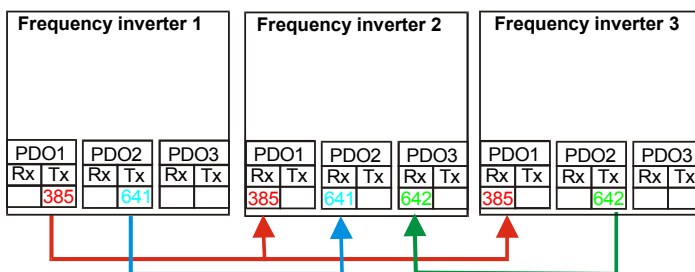 Frequency inverter 1 Frequency inverter 2 Frequency inverter 3
PDO1 PDO2 PDO3 PDO1 PDO2 PDO3 PDO1 PDO2 PDO3
Rx Tx Rx Tx Rx Tx Rx Tx Rx Tx Rx Tx Rx Tx Rx Tx Rx Tx
385 641 385 641 642 385 642